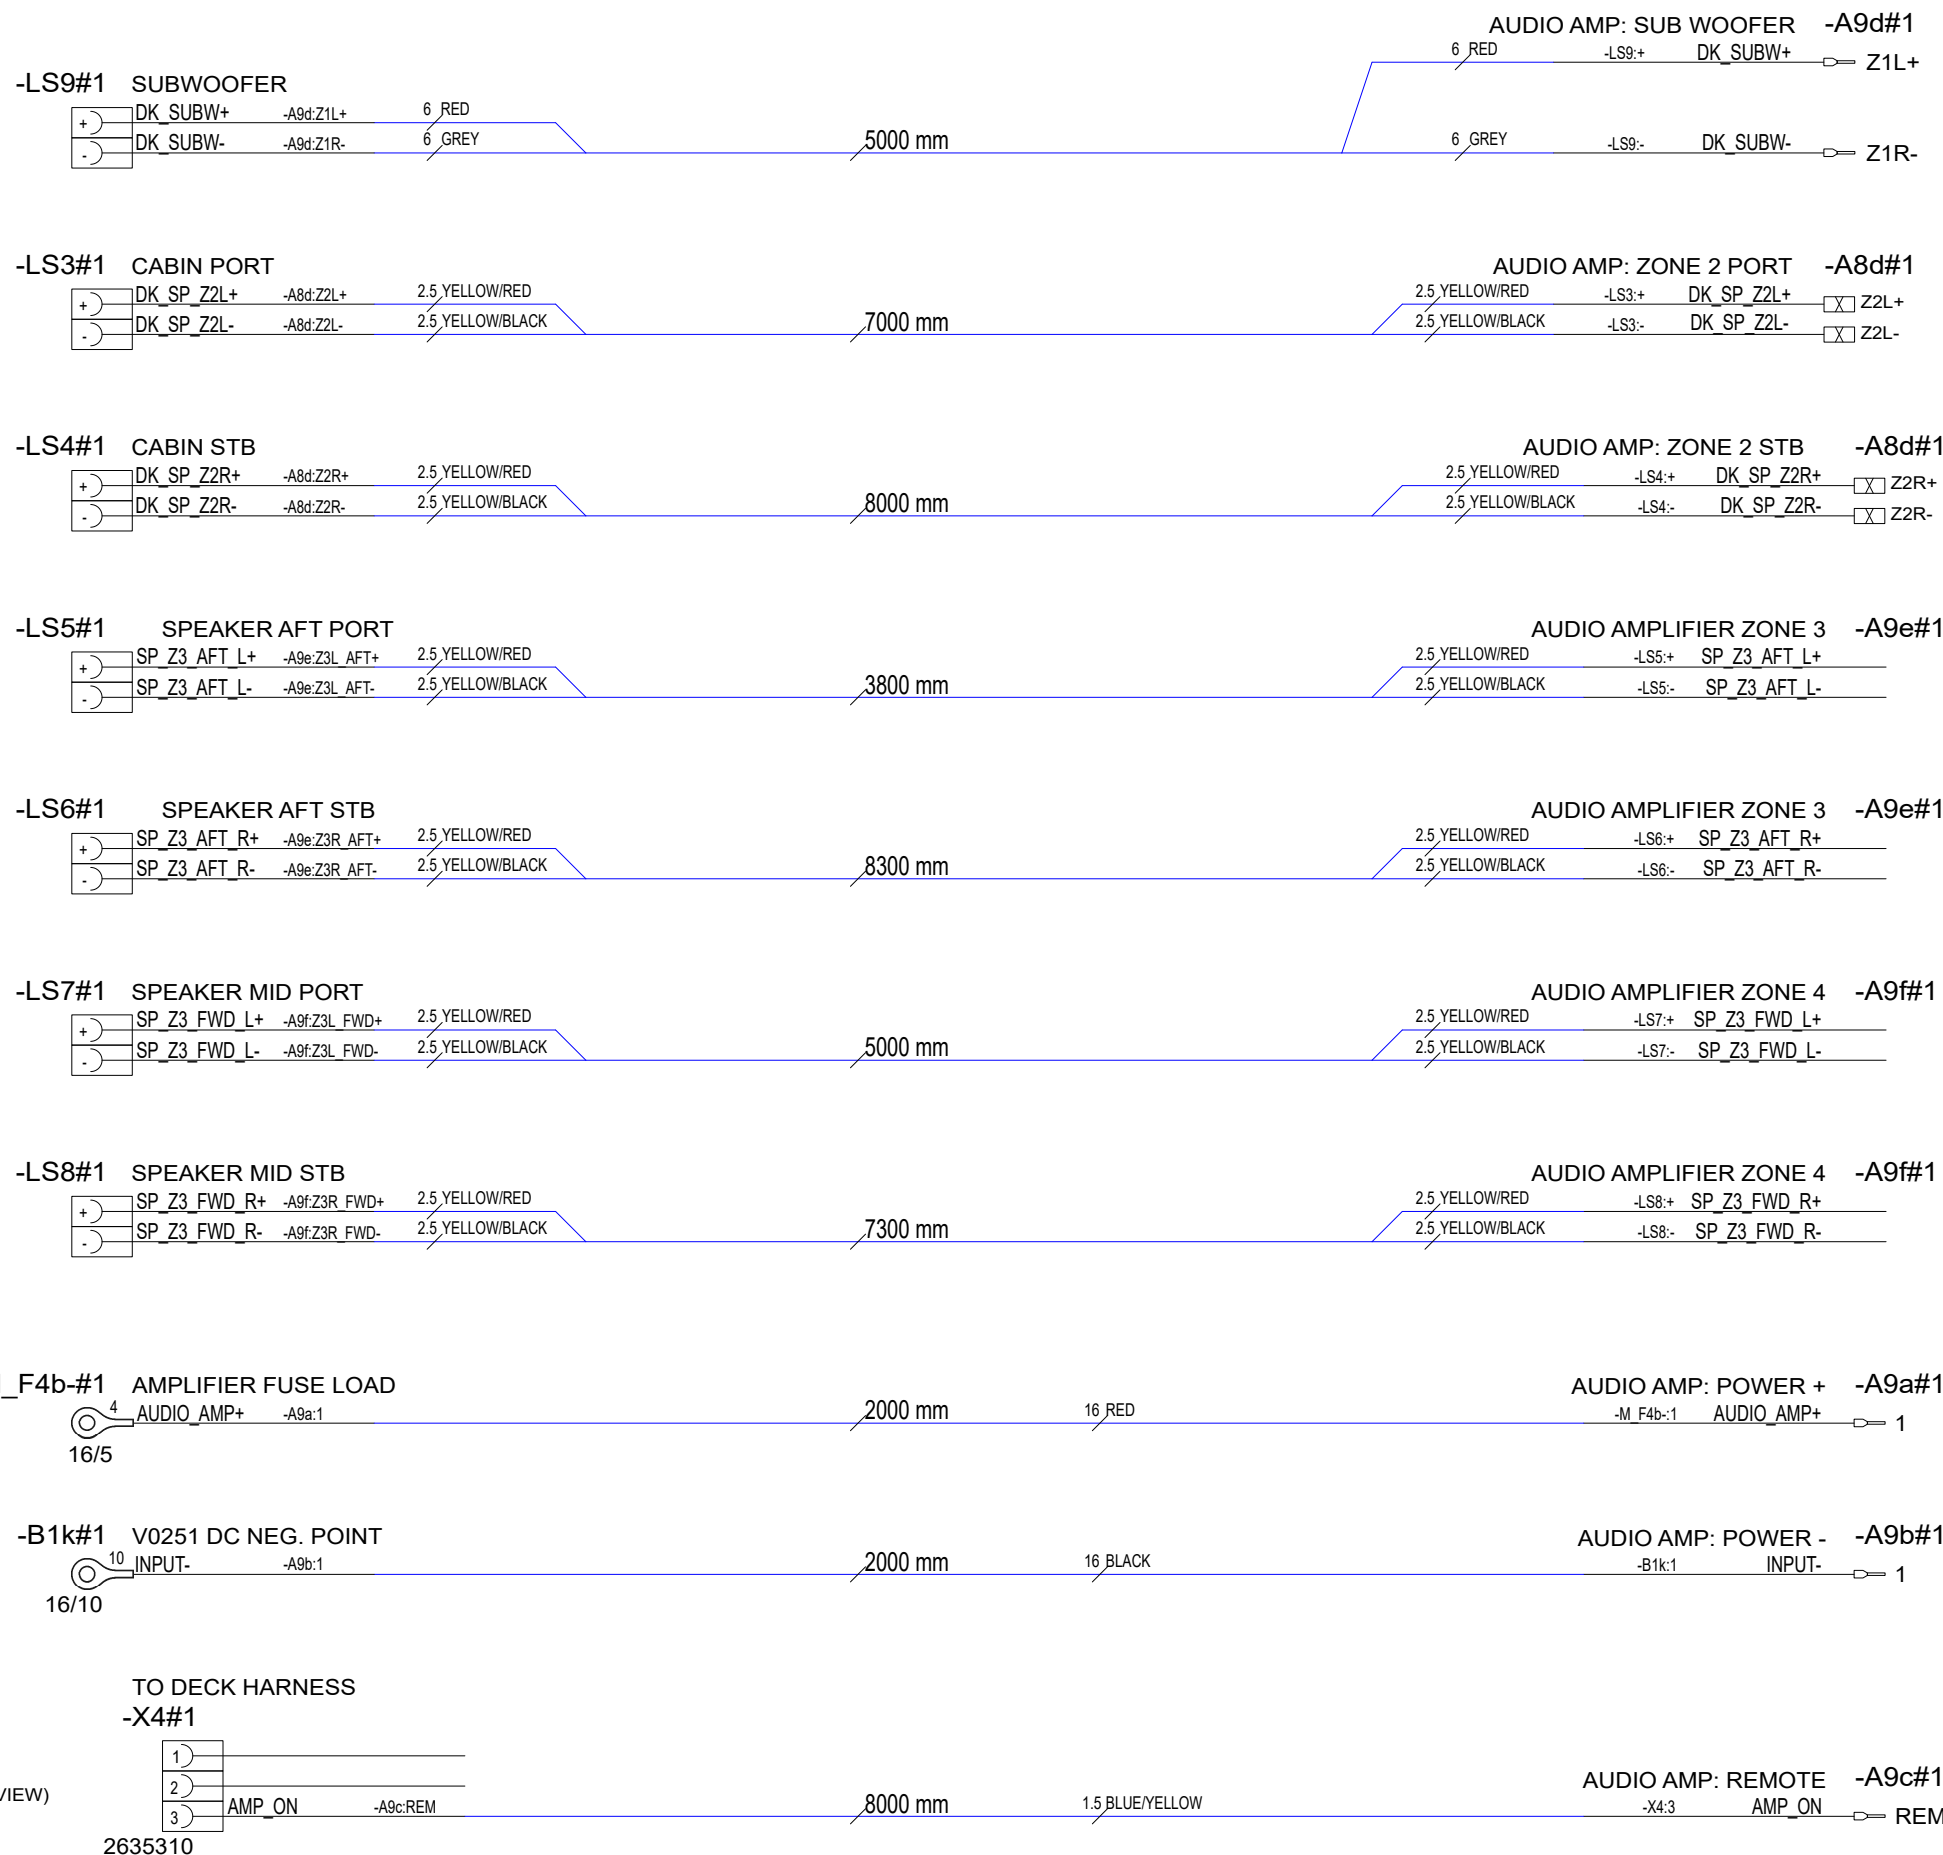 AUDIO AMP: SUB WOOFER -A9d#1
6 RED -LS9:+ DK_SUBW+ Z1L+
-LS9#1 SUBWOOFER
+ DK_SUBW+ -A9d:Z1L+ 6 RED
- DK_SUBW- -A9d:Z1R- 6 GREY 5000 mm 6 GREY -LS9:- DK_SUBW- Z1R-
-LS3#1 CABIN PORT AUDIO AMP: ZONE 2 PORT -A8d#1
+ DK_SP_Z2L+ -A8d:Z2L+ 2.5 YELLOW/RED 2.5 YELLOW/RED -LS3:+ DK_SP_Z2L+ X Z2L+
- DK_SP_Z2L- -A8d:Z2L- 2.5 YELLOW/BLACK 7000 mm 2.5 YELLOW/BLACK -LS3:- DK_SP_Z2L- X Z2L-
-LS4#1 CABIN STB AUDIO AMP: ZONE 2 STB -A8d#1
+ DK_SP_Z2R+ -A8d:Z2R+ 2.5 YELLOW/RED 2.5 YELLOW/RED -LS4:+ DK_SP_Z2R+ X Z2R+
- DK_SP_Z2R- -A8d:Z2R- 2.5 YELLOW/BLACK 8000 mm 2.5 YELLOW/BLACK -LS4:- DK_SP_Z2R- X Z2R-
-LS5#1 SPEAKER AFT PORT AUDIO AMPLIFIER ZONE 3 -A9e#1
+ SP_Z3_AFT_L+ -A9e:Z3L_AFT+ 2.5 YELLOW/RED 2.5 YELLOW/RED -LS5:+ SP_Z3_AFT_L+
- SP_Z3_AFT_L- -A9e:Z3L_AFT- 2.5 YELLOW/BLACK 3800 mm 2.5 YELLOW/BLACK -LS5:- SP_Z3_AFT_L-
-LS6#1 SPEAKER AFT STB AUDIO AMPLIFIER ZONE 3 -A9e#1
+ SP_Z3_AFT_R+ -A9e:Z3R_AFT+ 2.5 YELLOW/RED 2.5 YELLOW/RED -LS6:+ SP_Z3_AFT_R+
- SP_Z3_AFT_R- -A9e:Z3R_AFT- 2.5 YELLOW/BLACK 8300 mm 2.5 YELLOW/BLACK -LS6:- SP_Z3_AFT_R-
-LS7#1 SPEAKER MID PORT AUDIO AMPLIFIER ZONE 4 -A9f#1
+ SP_Z3_FWD_L+ -A9f:Z3L_FWD+ 2.5 YELLOW/RED 2.5 YELLOW/RED -LS7:+ SP_Z3_FWD_L+
- SP_Z3_FWD_L- -A9f:Z3L_FWD- 2.5 YELLOW/BLACK 5000 mm 2.5 YELLOW/BLACK -LS7:- SP_Z3_FWD_L-
-LS8#1 SPEAKER MID STB AUDIO AMPLIFIER ZONE 4 -A9f#1
+ SP_Z3_FWD_R+ -A9f:Z3R_FWD+ 2.5 YELLOW/RED 2.5 YELLOW/RED -LS8:+ SP_Z3_FWD_R+
- SP_Z3_FWD_R- -A9f:Z3R_FWD- 2.5 YELLOW/BLACK 7300 mm 2.5 YELLOW/BLACK -LS8:- SP_Z3_FWD_R-
_F4b-#1 AMPLIFIER FUSE LOAD AUDIO AMP: POWER + -A9a#1
4 AUDIO_AMP+ -A9a:1 2000 mm 16 RED -M_F4b-:1 AUDIO_AMP+ 1
16/5
-B1k#1 V0251 DC NEG. POINT AUDIO AMP: POWER - -A9b#1
10 INPUT- -A9b:1 2000 mm 16 BLACK -B1k:1 INPUT- 1
16/10
TO DECK HARNESS
-X4#1
1
2
VIEW) AUDIO AMP: REMOTE -A9c#1
3 AMP_ON -A9c:REM 8000 mm 1.5 BLUE/YELLOW -X4:3 AMP_ON REM
2635310